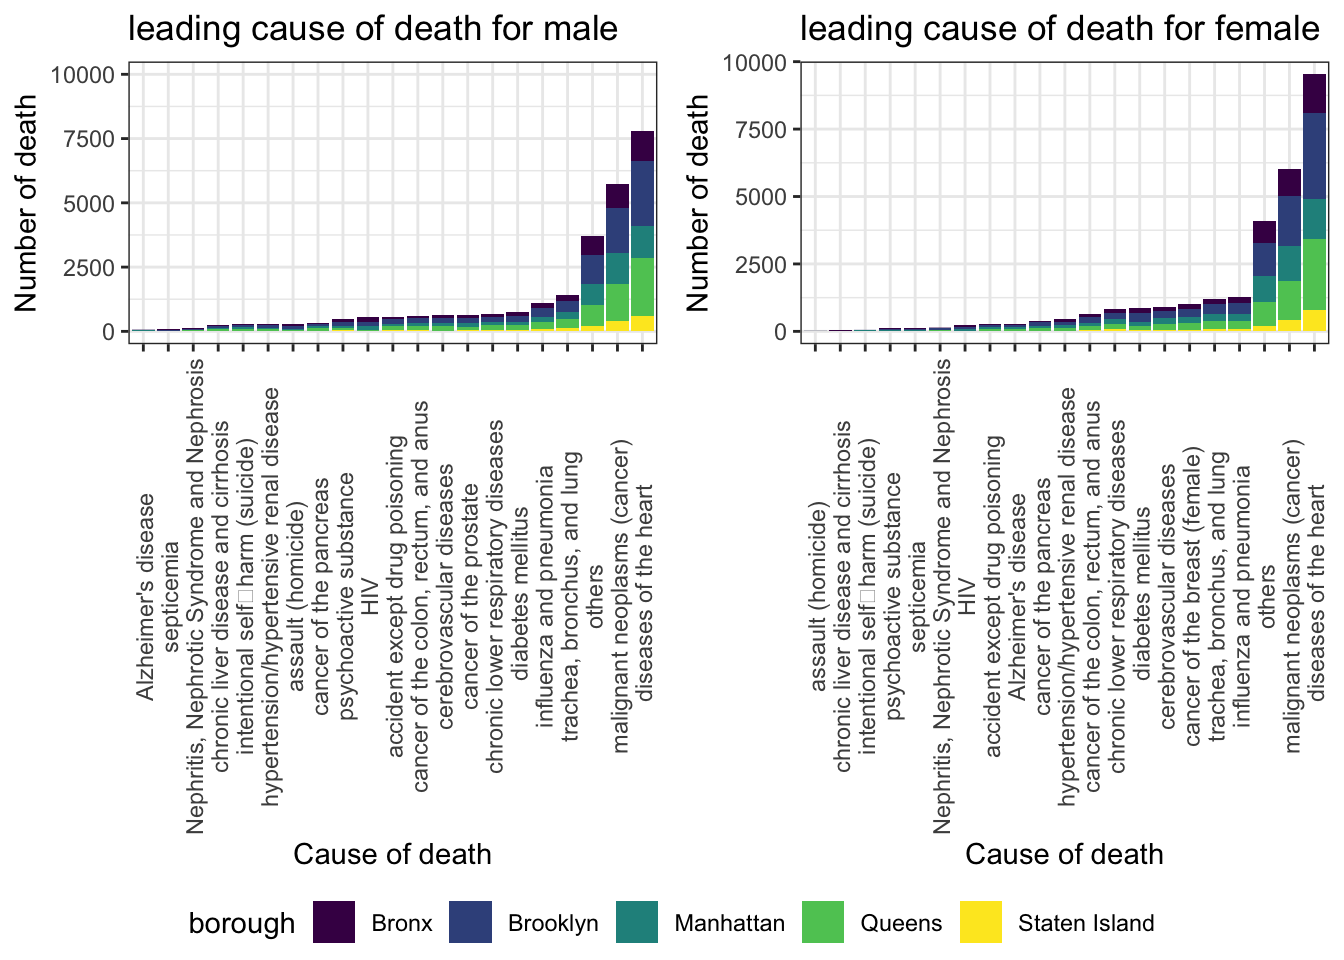 leading cause of death for male
Number of death
10000
7500
5000
2500
0
Alzheimer's disease
septicemia
Nephritis, Nephrotic Syndrome and Nephrosis
chronic liver disease and cirrhosis
intentional self□harm (suicide)
hypertension/hypertensive renal disease
assault (homicide)
cancer of the pancreas
psychoactive substance
HIV
accident except drug poisoning
cancer of the colon, rectum, and anus
cerebrovascular diseases
cancer of the prostate
chronic lower respiratory diseases
diabetes mellitus
influenza and pneumonia
trachea, bronchus, and lung
others
malignant neoplasms (cancer)
diseases of the heart
Cause of death
leading cause of death for female
Number of death
10000
7500
5000
2500
0
assault (homicide)
chronic liver disease and cirrhosis
intentional self□harm (suicide)
psychoactive substance
septicemia
Nephritis, Nephrotic Syndrome and Nephrosis
HIV
accident except drug poisoning
Alzheimer's disease
cancer of the pancreas
hypertension/hypertensive renal disease
cancer of the colon, rectum, and anus
chronic lower respiratory diseases
diabetes mellitus
cerebrovascular diseases
cancer of the breast (female)
trachea, bronchus, and lung
influenza and pneumonia
others
malignant neoplasms (cancer)
diseases of the heart
Cause of death
borough
Bronx
Brooklyn
Manhattan
Queens
Staten Island